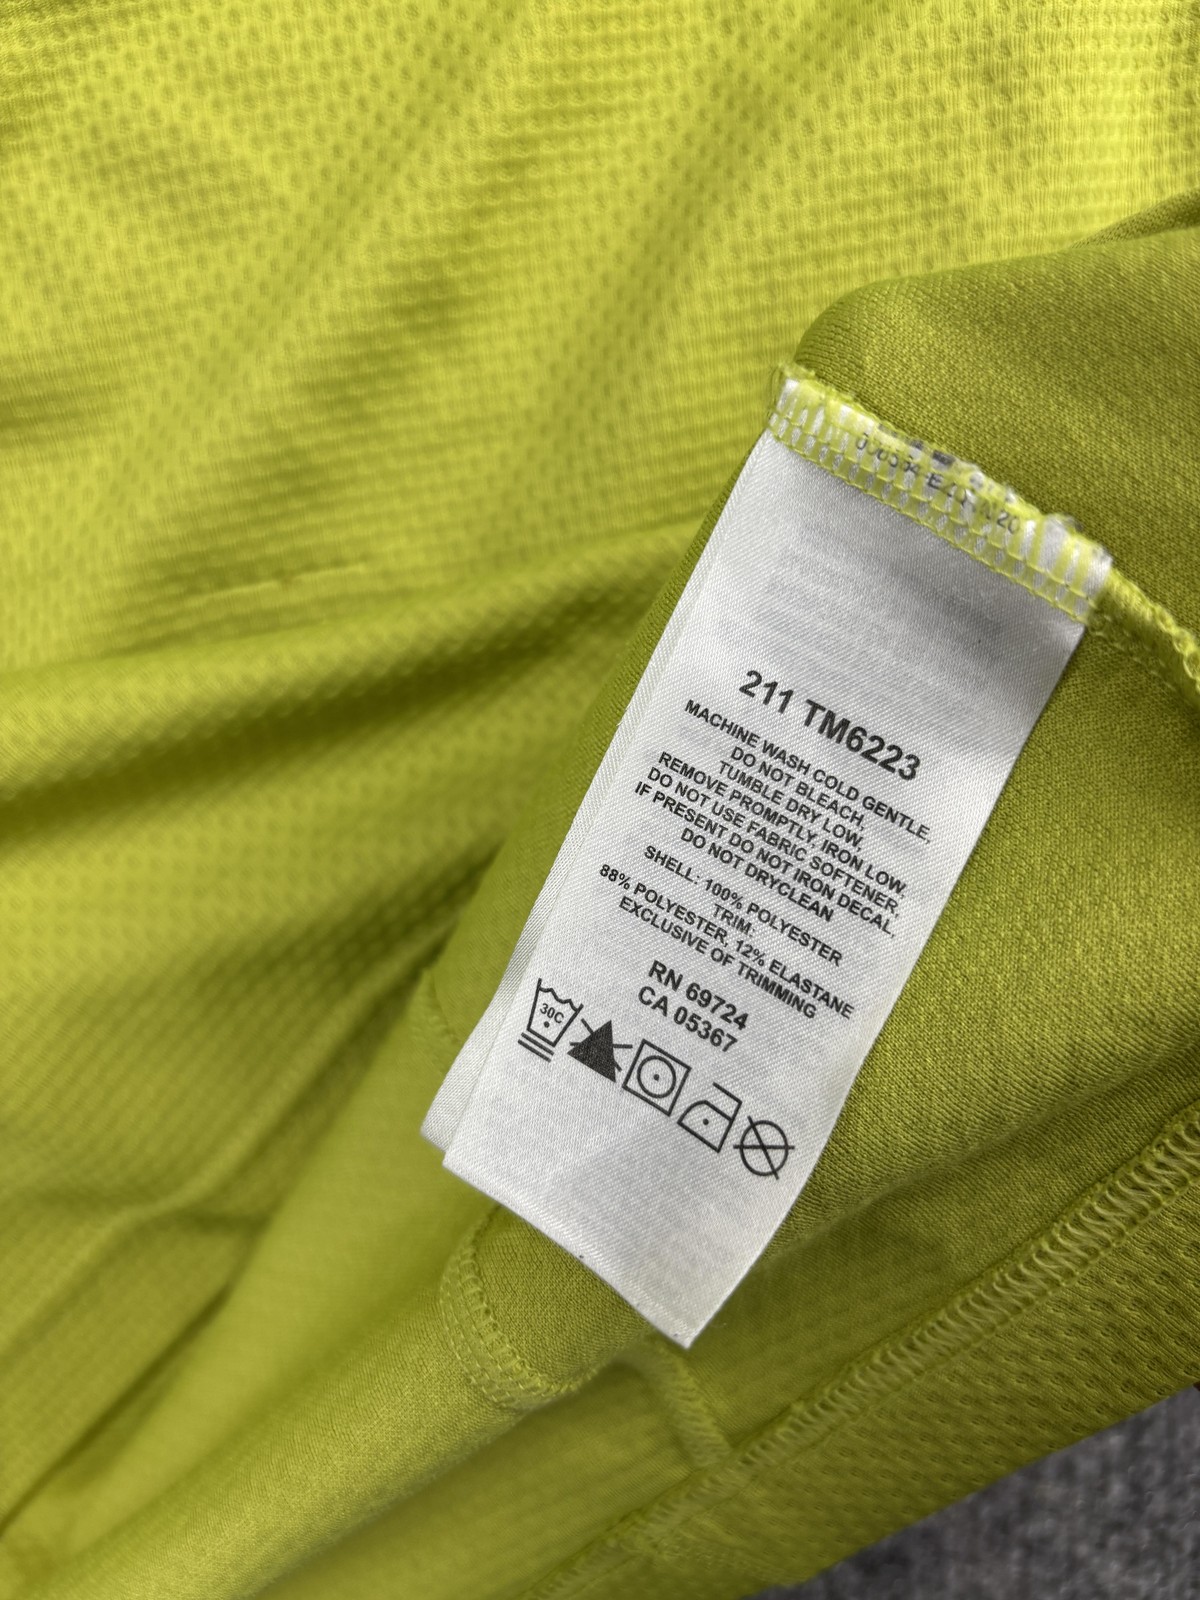 211 TM6223
MACHINE WASH COLD GENTLE,
DO NOT BLEACH,
TUMBLE DRY LOW,
REMOVE PROMPTLY, IRON LOW,
DO NOT USE FABRIC SOFTENER,
IF PRESENT DO NOT IRON DECAL,
DO NOT DRYCLEAN
SHELL: 100% POLYESTER
TRIM:
88% POLYESTER, 12% ELASTANE
EXCLUSIVE OF TRIMMING
RN 69724
CA 05367
30C